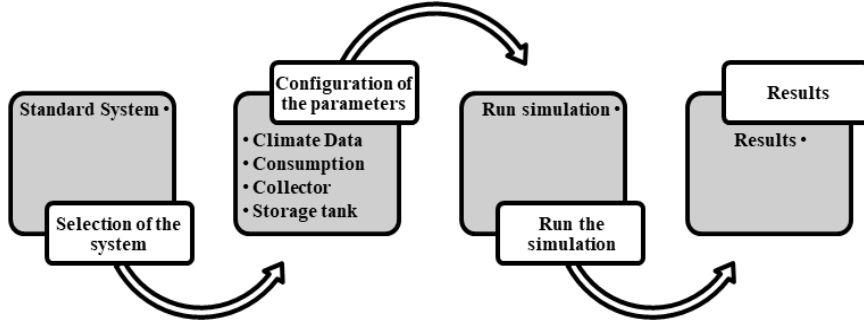 Standard System •
Selection of the
system
Configuration of
the parameters
• Climate Data
• Consumption
• Collector
• Storage tank
Run simulation •
Run the
simulation
Results
Results •